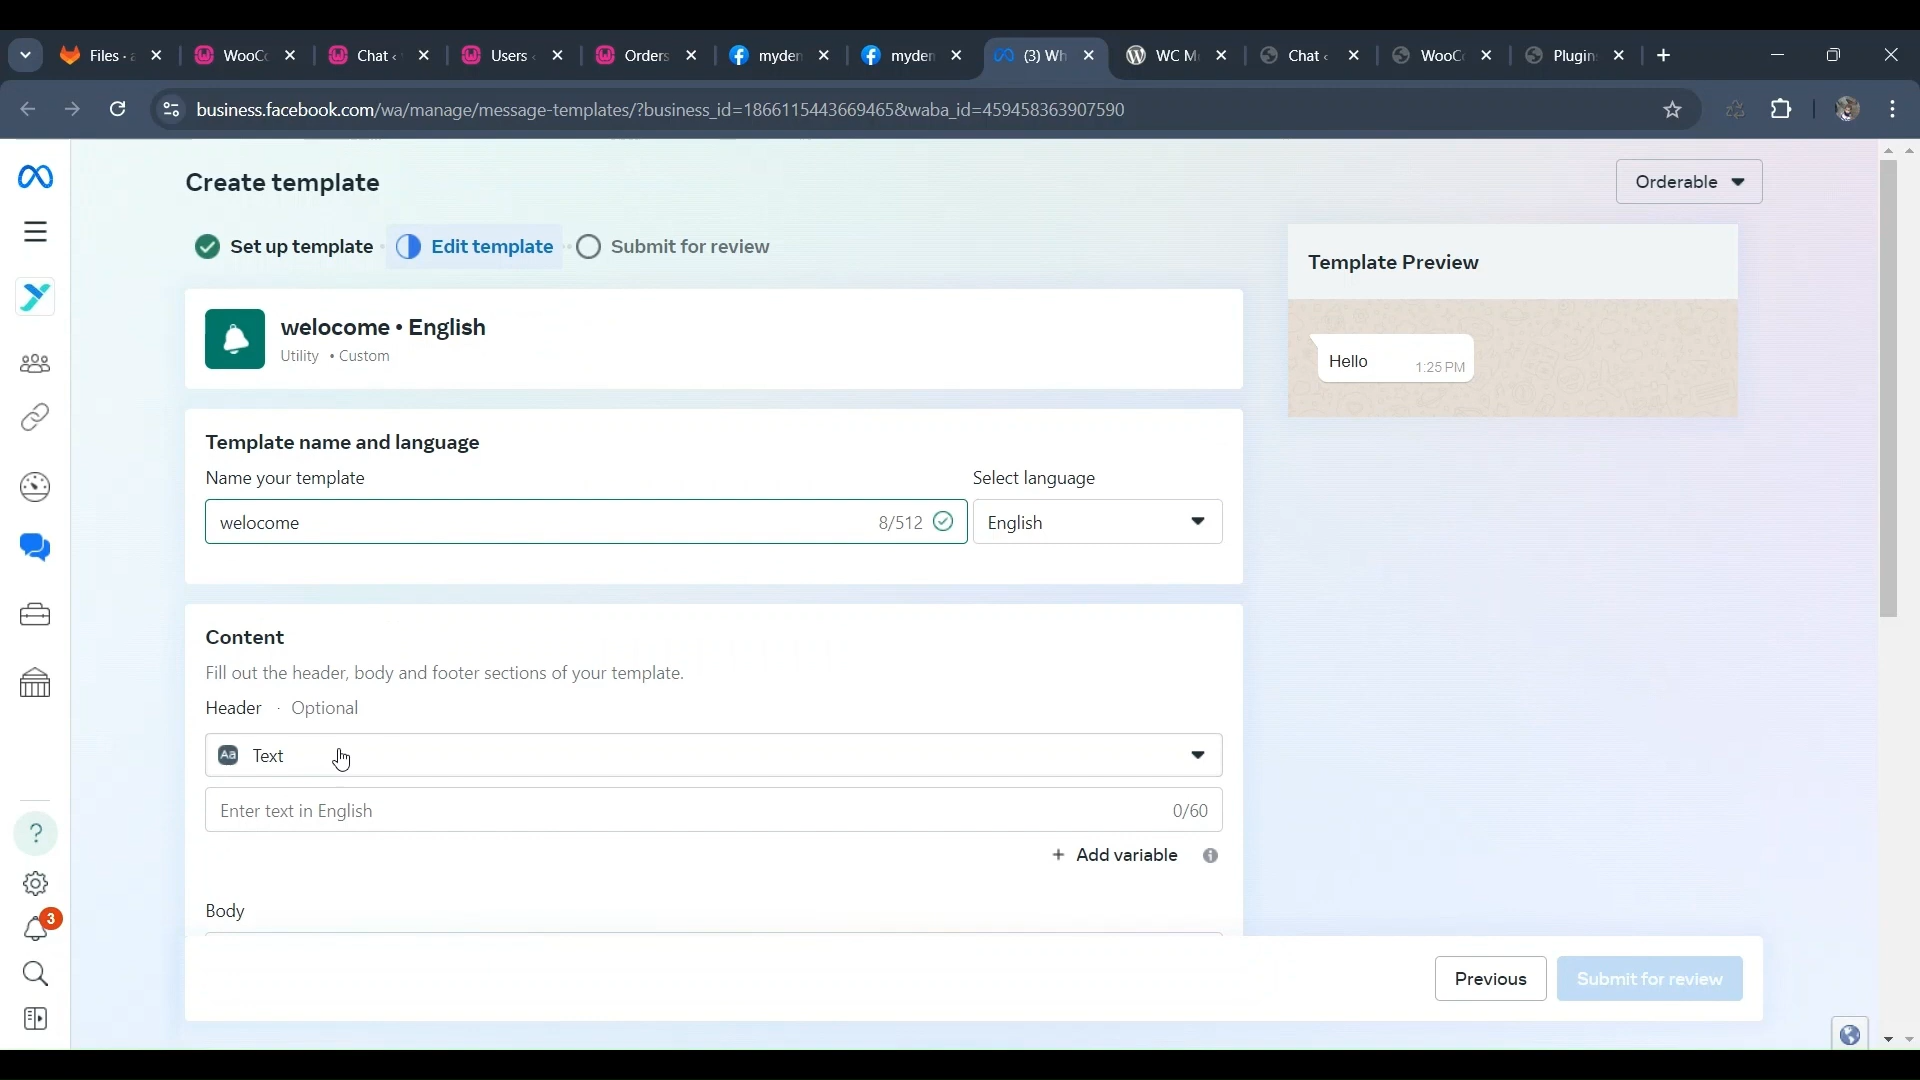 Files · a
WooCo
Chat ‹
Users ‹
Orders
myden
myden
(3) Wh
WC M
Chat ‹
WooCo
Plugin
business.facebook.com/wa/manage/message-templates/?business_id=1866115443669465&waba_id=459458363907590
Create template
Orderable
Set up template
Edit template
Submit for review
Template Preview
welocome • English
Utility • Custom
Hello
1:25 PM
Template name and language
Name your template
Select language
welocome
8/512
English
Content
Fill out the header, body and footer sections of your template.
Header · Optional
Aa Text
Enter text in English
0/60
+ Add variable
Body
?
3
Previous
Submit for review